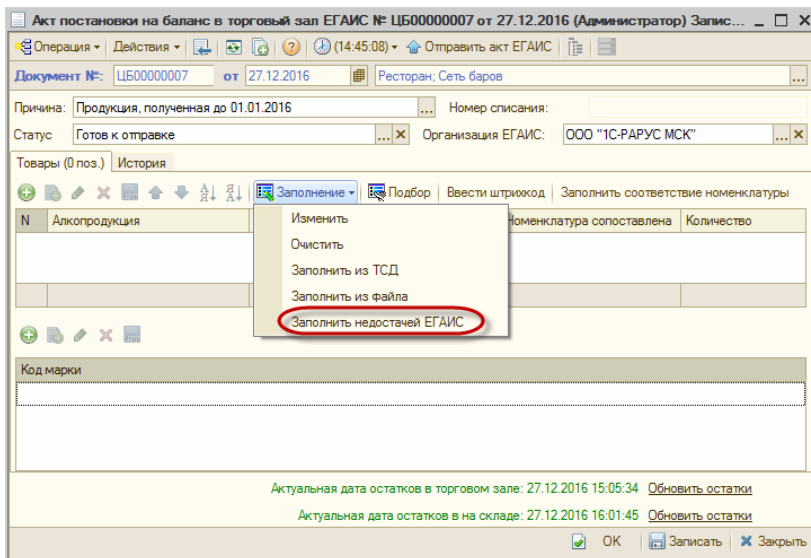 Акт постановки на баланс в торговый зал ЕГАИС № ЦБ00000007 от 27.12.2016 (Администратор) Запис...
Операция Действия (14:45:08) Отправить акт ЕГАИС
Документ №: ЦБ00000007 от 27.12.2016 Ресторан; Сеть баров ...
Причина: Продукция, полученная до 01.01.2016 ... Номер списания:
Статус Готов к отправке ... Организация ЕГАИС: ООО "1С-РАРУС МСК" ...
Товары (0 поз.) История
Заполнение Подбор Ввести штрихкод Заполнить соответствие номенклатуры
N Алкопродукция Номенклатура сопоставлена Количество
Изменить
Очистить
Заполнить из ТСД
Заполнить из файла
Заполнить недостачей ЕГАИС
Код марки
Актуальная дата остатков в торговом зале: 27.12.2016 15:05:34 Обновить остатки
Актуальная дата остатков в на складе: 27.12.2016 16:01:45 Обновить остатки
OK Записать Закрыть